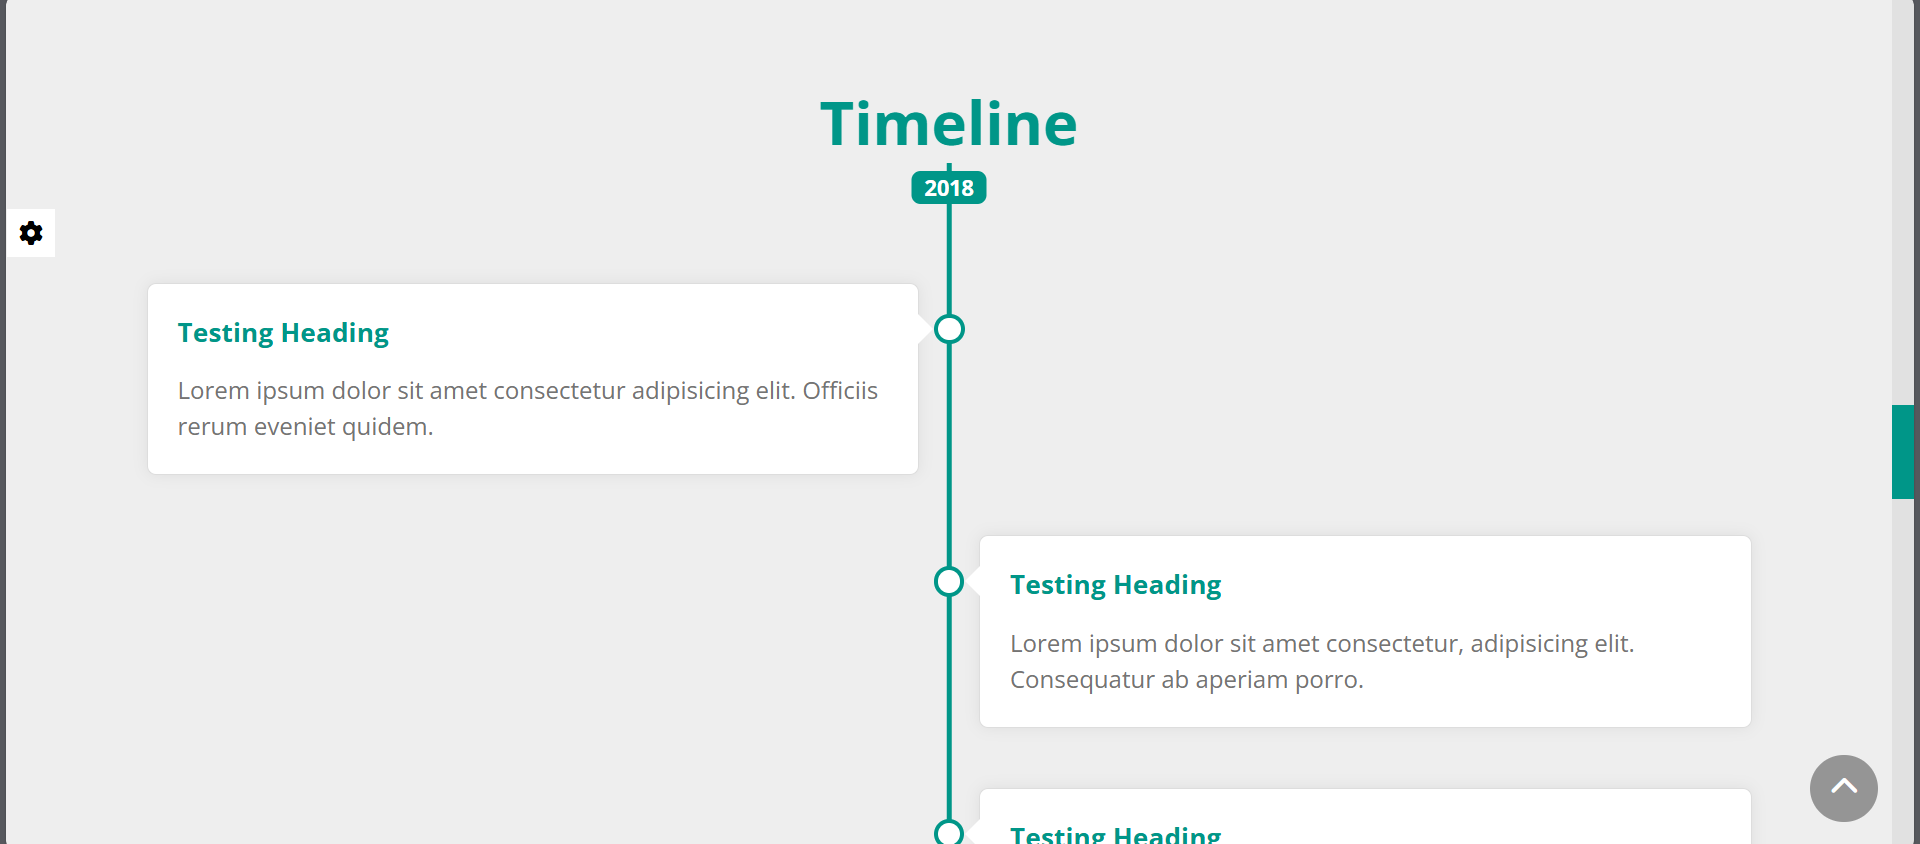 Timeline
2018
Testing Heading
Lorem ipsum dolor sit amet consectetur adipisicing elit. Officiis
rerum eveniet quidem.
Testing Heading
Lorem ipsum dolor sit amet consectetur, adipisicing elit.
Consequatur ab aperiam porro.
Testing Heading